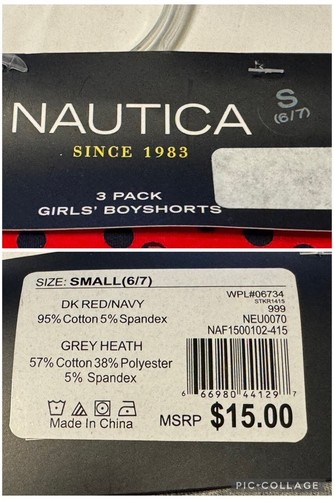 NAUTICA
S
(6/7)
SINCE 1983
3 PACK
GIRLS' BOYSHORTS
SIZE: SMALL(6/7)
DK RED/NAVY
95% Cotton 5% Spandex
GREY HEATH
57% Cotton 38% Polyester
5% Spandex
Made In China
WPL#06734
STKR1415
999
NEU0070
NAF1500102-415
6 66980 44129 7
MSRP $15.00
PIC•COLLAGE